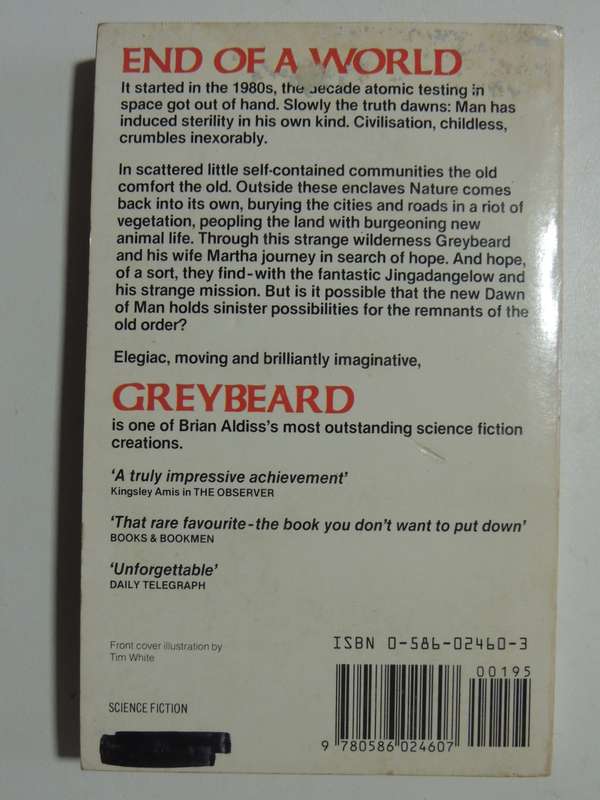 END OF A WORLD
It started in the 1980s, the decade atomic testing in
space got out of hand. Slowly the truth dawns: Man has
induced sterility in his own kind. Civilisation, childless,
crumbles inexorably.
In scattered little self-contained communities the old
comfort the old. Outside these enclaves Nature comes
back into its own, burying the cities and roads in a riot of
vegetation, peopling the land with burgeoning new
animal life. Through this strange wilderness Greybeard
and his wife Martha journey in search of hope. And hope,
of a sort, they find-with the fantastic Jingadangelow and
his strange mission. But is it possible that the new Dawn
of Man holds sinister possibilities for the remnants of the
old order?
Elegiac, moving and brilliantly imaginative,
GREYBEARD
is one of Brian Aldiss's most outstanding science fiction
creations.
'A truly impressive achievement'
Kingsley Amis in THE OBSERVER
'That rare favourite-the book you don't want to put down'
BOOKS & BOOKMEN
'Unforgettable'
DAILY TELEGRAPH
Front cover illustration by
Tim White
ISBN 0-586-02460-3
00195
SCIENCE FICTION
9 780586 024607